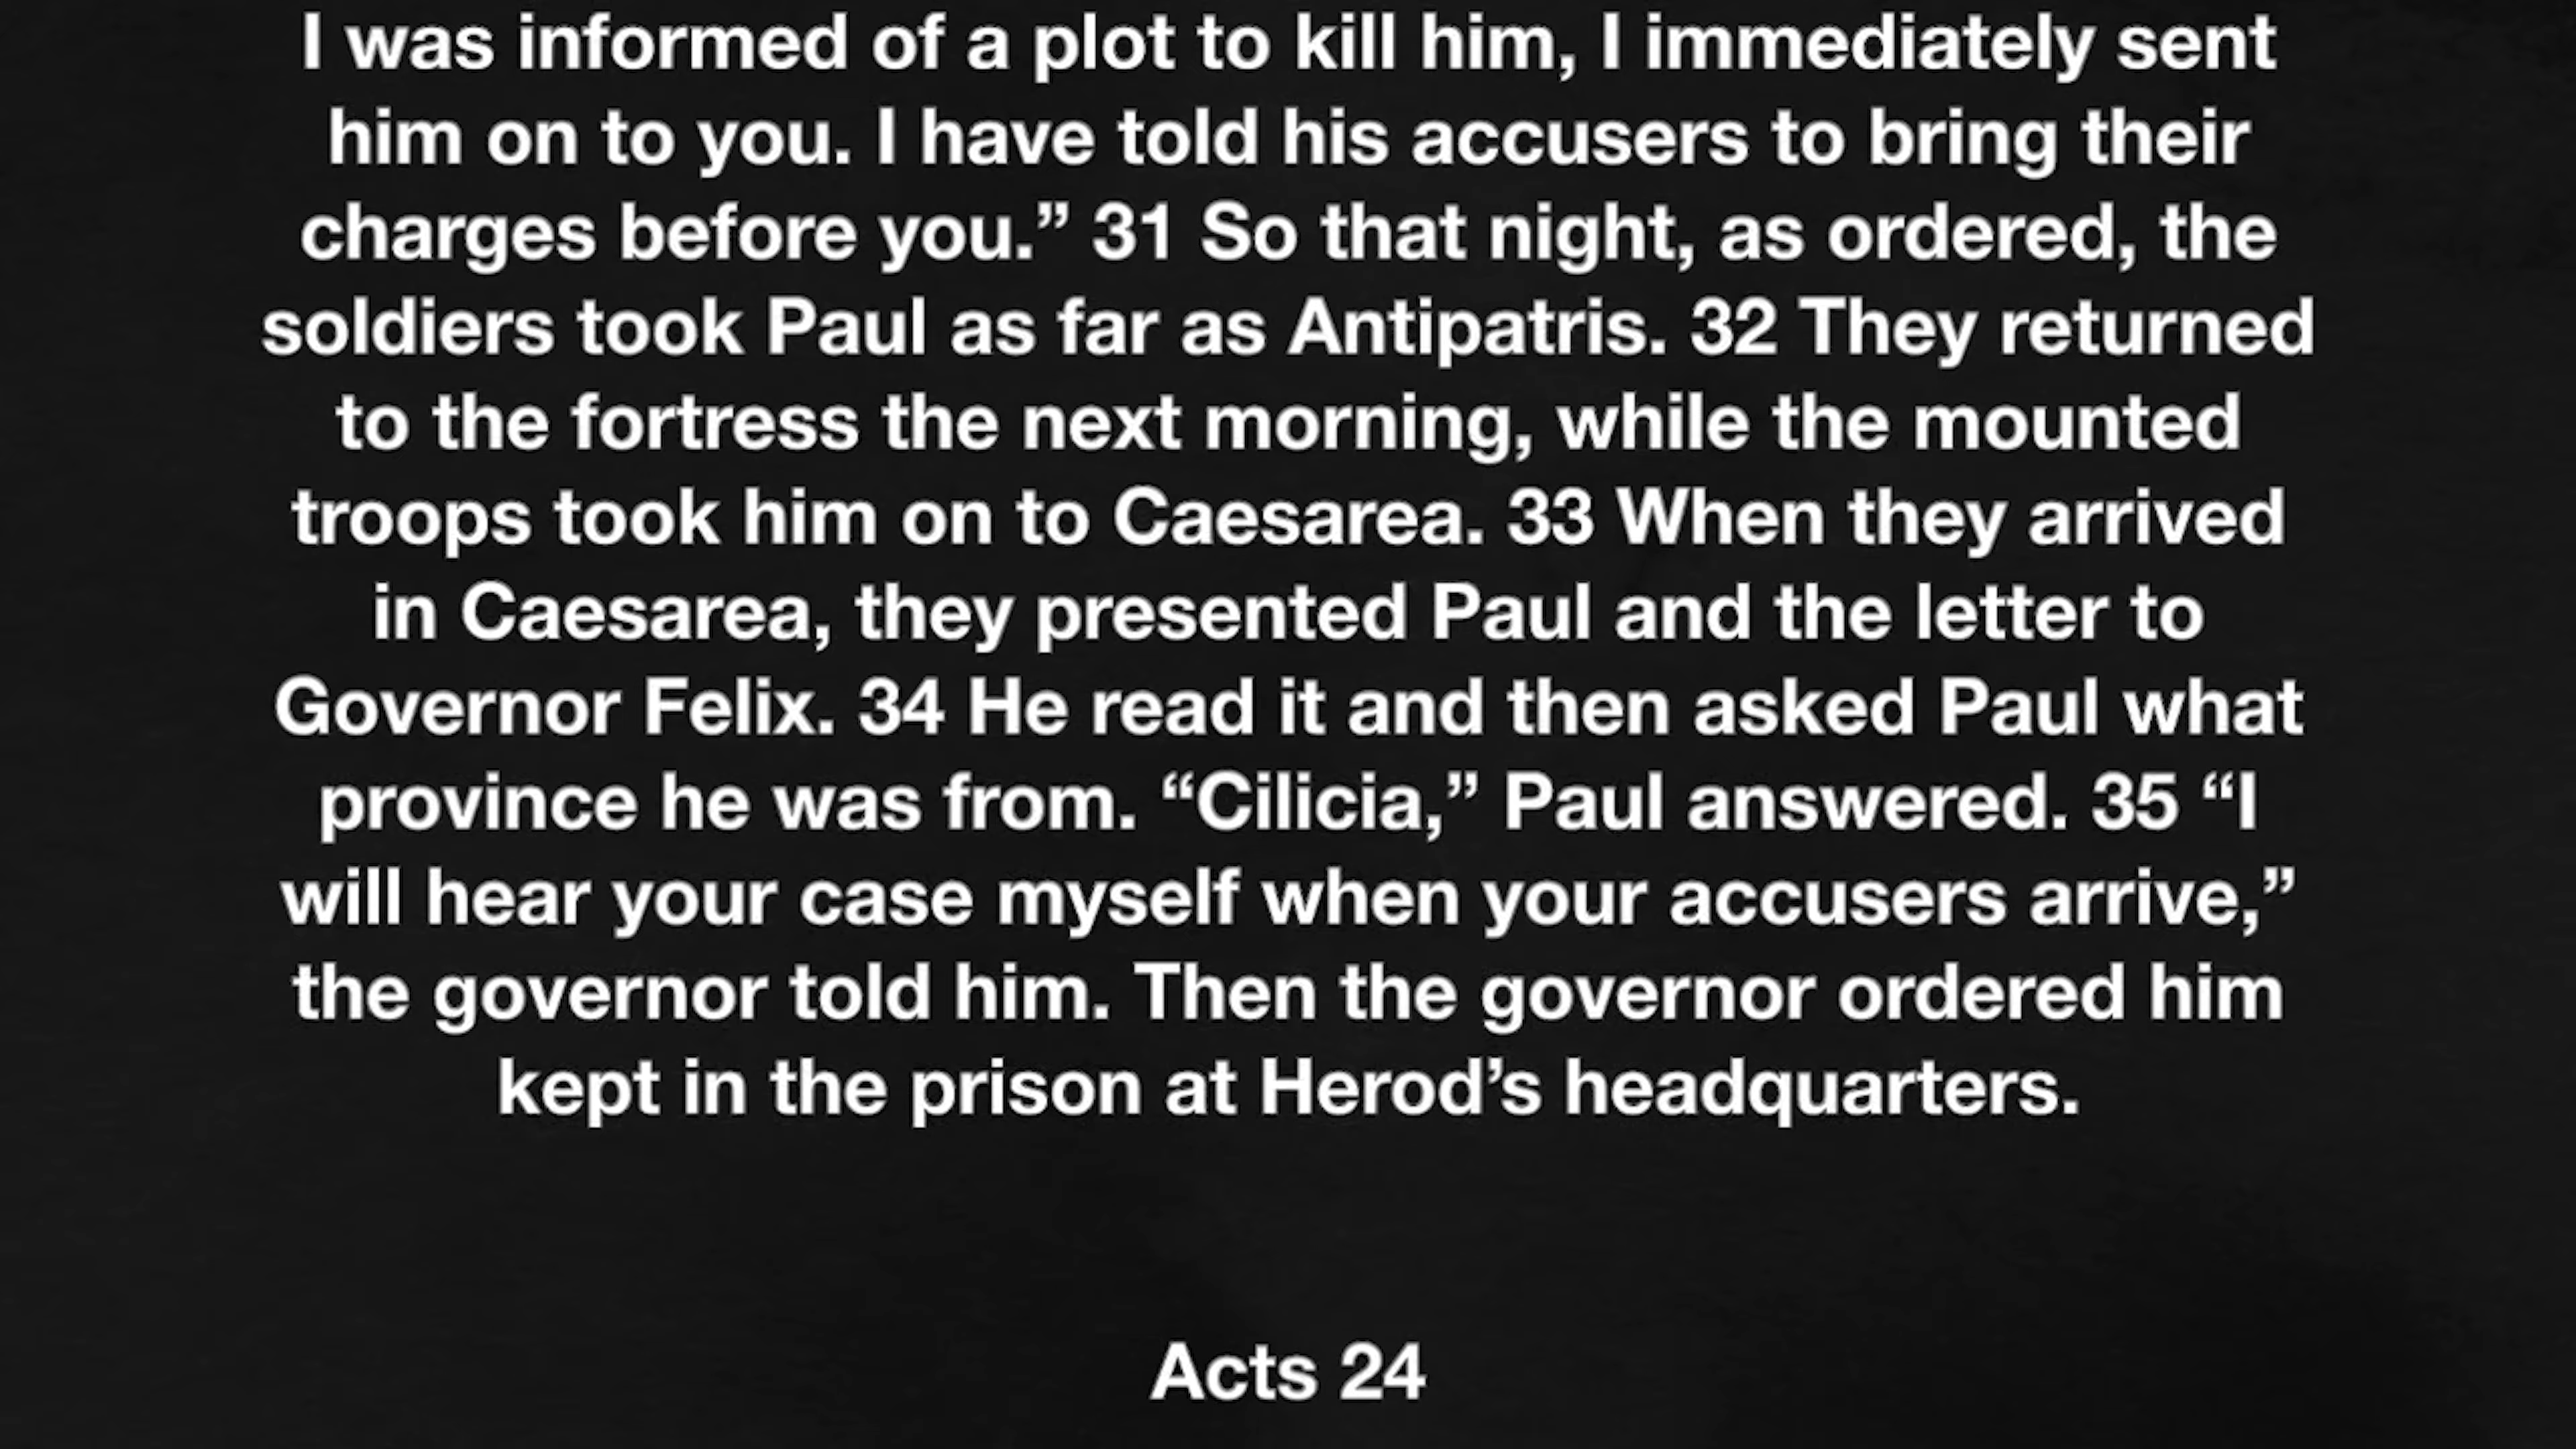 I was informed of a plot to kill him, I immediately sent
him on to you. I have told his accusers to bring their
charges before you.” 31 So that night, as ordered, the
soldiers took Paul as far as Antipatris. 32 They returned
to the fortress the next morning, while the mounted
troops took him on to Caesarea. 33 When they arrived
in Caesarea, they presented Paul and the letter to
Governor Felix. 34 He read it and then asked Paul what
province he was from. “Cilicia,” Paul answered. 35 “I
will hear your case myself when your accusers arrive,”
the governor told him. Then the governor ordered him
kept in the prison at Herod’s headquarters.
Acts 24